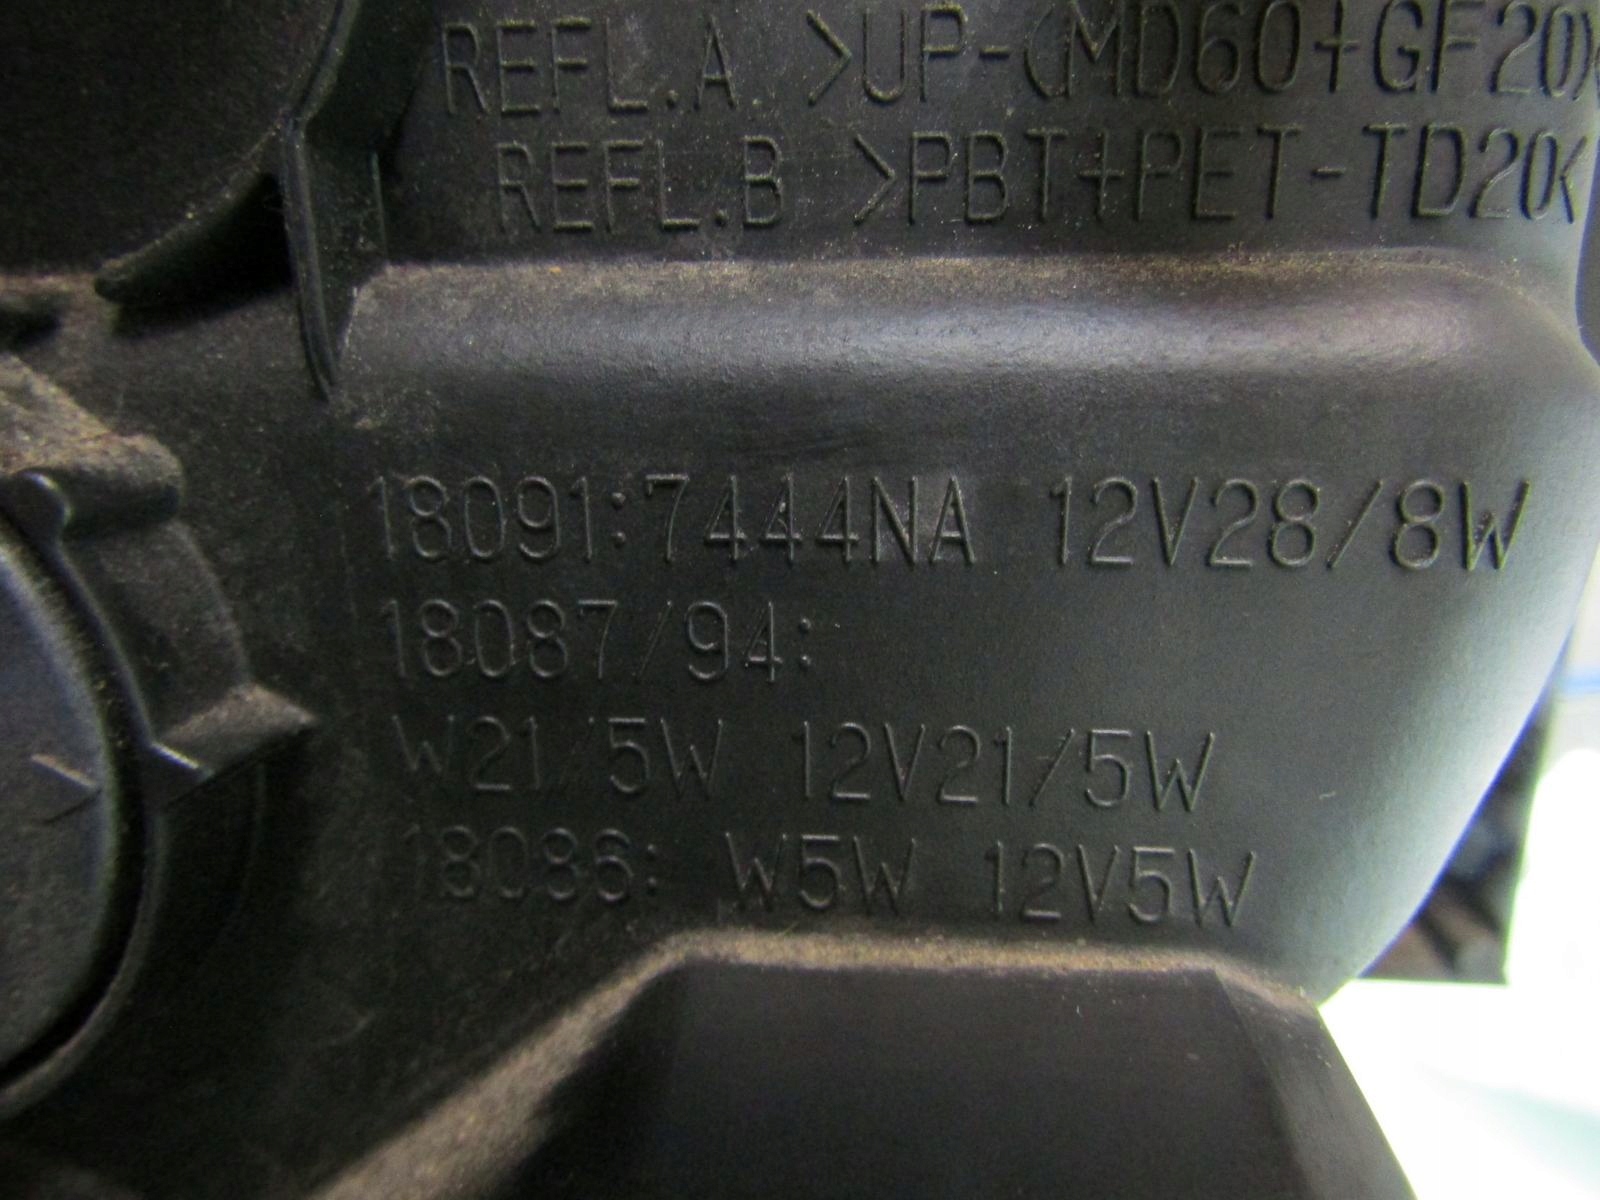 REFL.A. >UP-(MD60+GF20)<
REFL.B >PBT+PET-TD20<
18091:7444NA 12V28/8W
18087/94:
W21/5W 12V21/5W
18086: W5W 12V5W